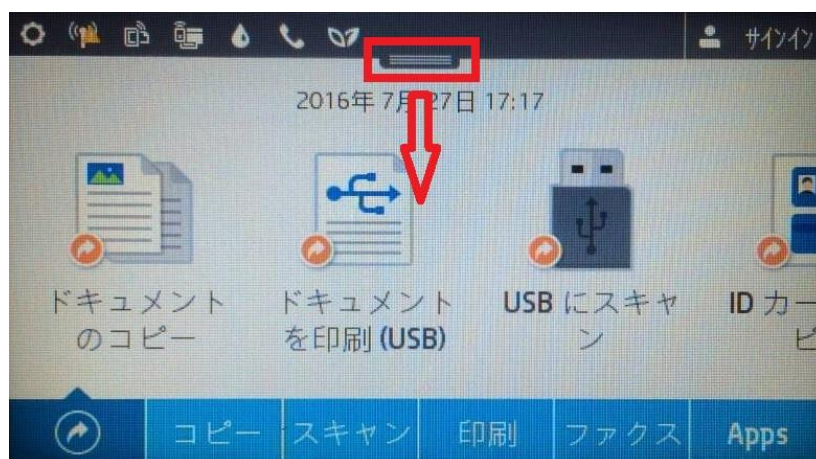 サインイン
2016年 7月 27日 17:17
ドキュメント
のコピー
ドキュメント
を印刷 (USB)
USB にスキャ
ン
ID カー
ピ
コピー
スキャン
印刷
ファクス
Apps